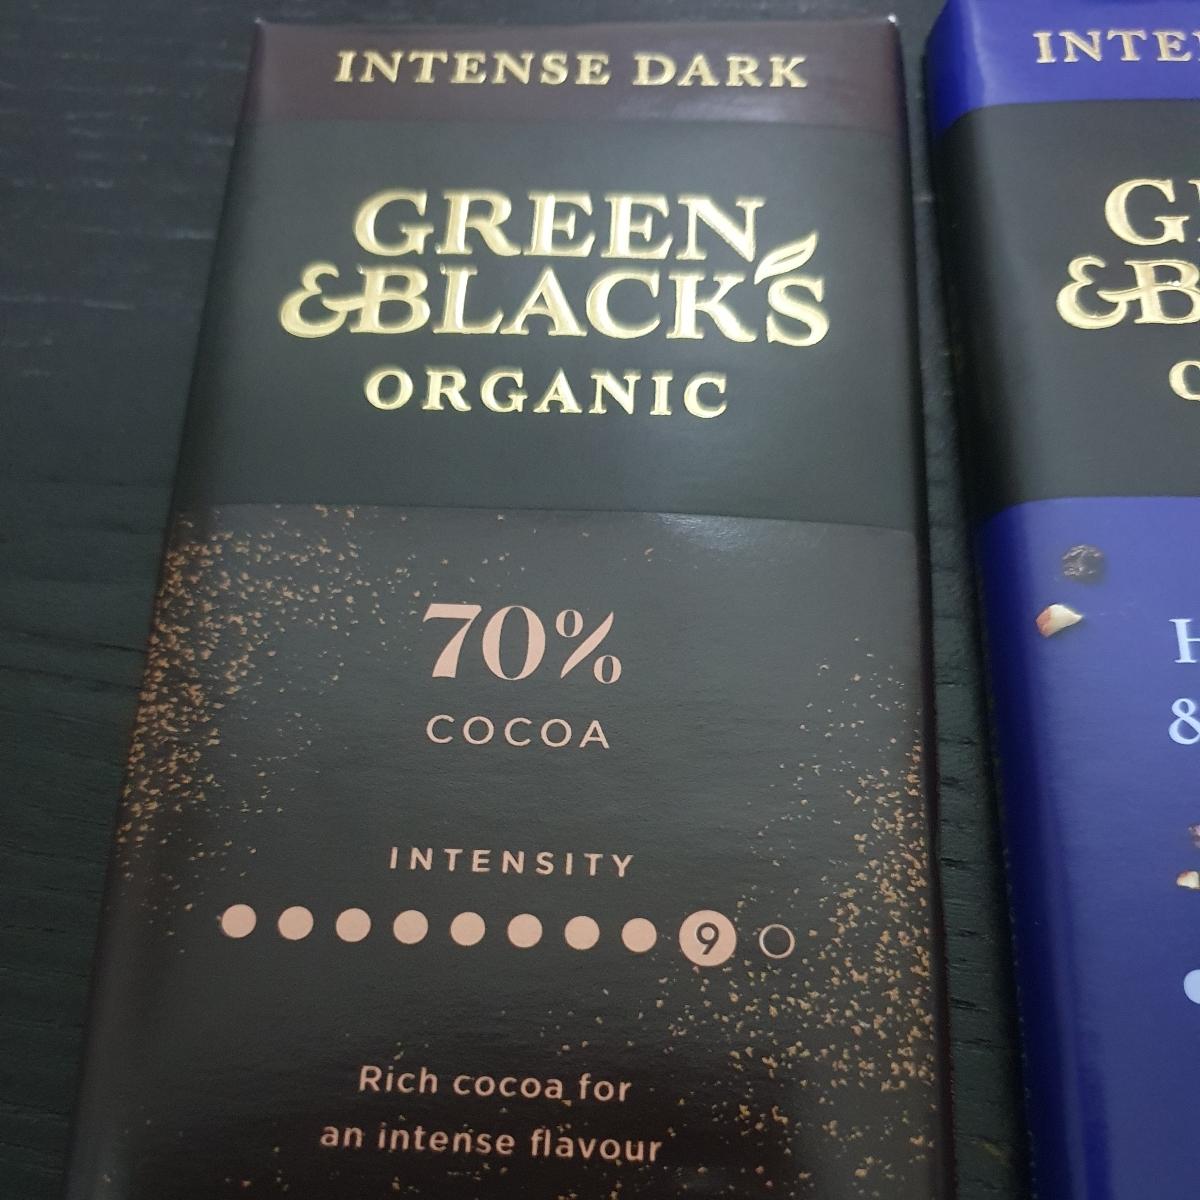 INTENSE DARK
GREEN
&BLACK'S
ORGANIC
70%
COCOA
INTENSITY
9
Rich cocoa for
an intense flavour
&